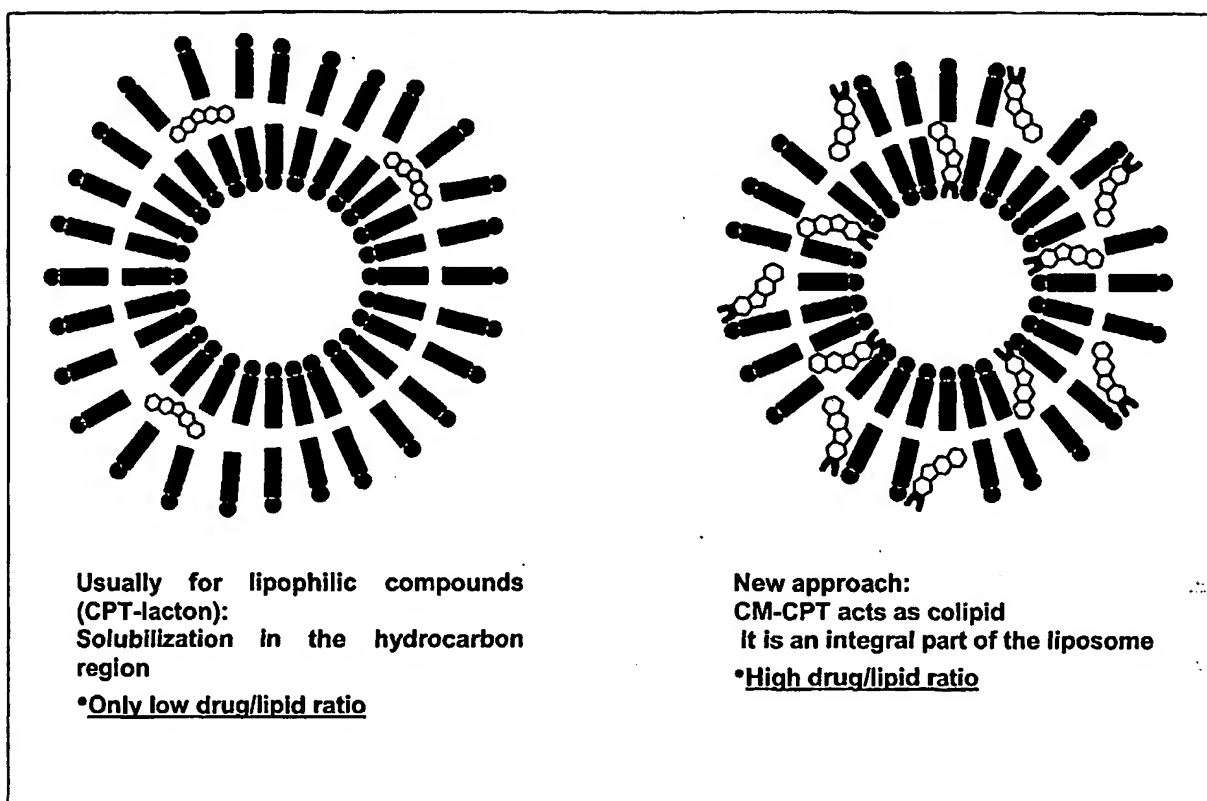 Usually for lipophilic compounds
(CPT-lacton):
Solubilization in the hydrocarbon
region
•Only low drug/lipid ratio
New approach:
CM-CPT acts as colipid
It is an integral part of the liposome
•High drug/lipid ratio